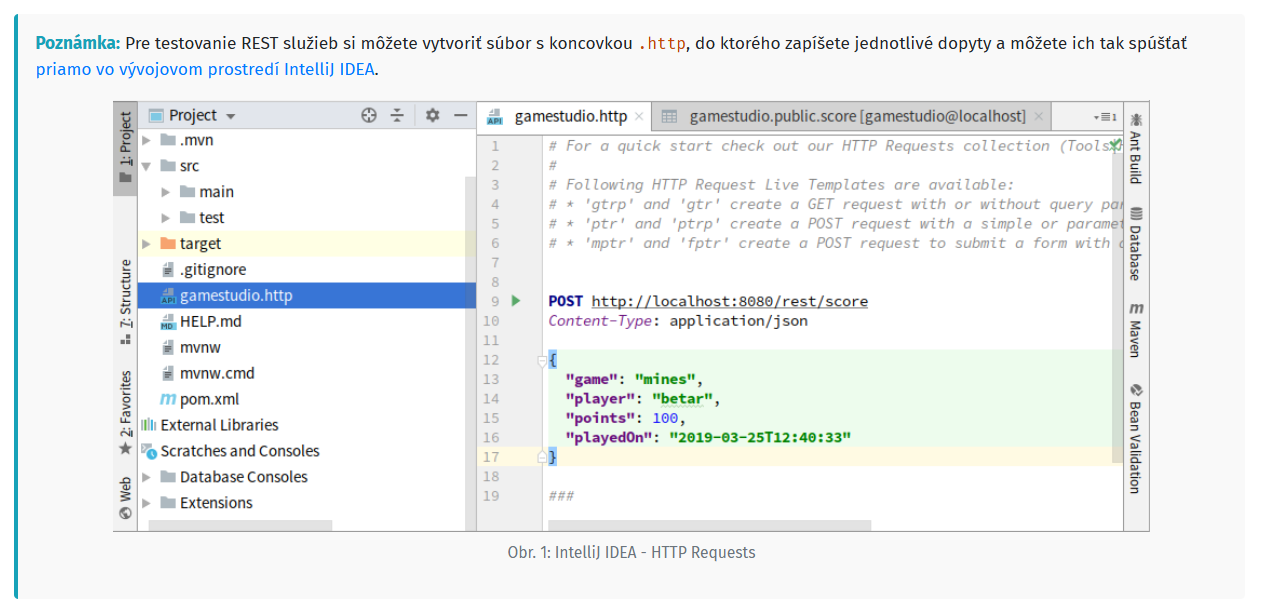 Poznámka: Pre testovanie REST služieb si môžete vytvoriť súbor s koncovkou .http, do ktorého zapíšete jednotlivé dopyty a môžete ich tak spúšťať
priamo vo vývojovom prostredí IntelliJ IDEA.
1: Project
7: Structure
2: Favorites
Web
Project
.mvn
src
main
test
target
.gitignore
gamestudio.http
HELP.md
mvnw
mvnw.cmd
pom.xml
External Libraries
Scratches and Consoles
Database Consoles
Extensions
gamestudio.http
gamestudio.public.score [gamestudio@localhost]
1 # For a quick start check out our HTTP Requests collection (Tools
2 #
3 # Following HTTP Request Live Templates are available:
4 # * 'gtrp' and 'gtr' create a GET request with or without query par
5 # * 'ptr' and 'ptrp' create a POST request with a simple or paramet
6 # * 'mptr' and 'fptr' create a POST request to submit a form with
7
8
9 POST http://localhost:8080/rest/score
10 Content-Type: application/json
11
12 {
13 "game": "mines",
14 "player": "betar",
15 "points": 100,
16 "playedOn": "2019-03-25T12:40:33"
17 }
18
19 ###
Ant Build
Database
Maven
Bean Validation
Obr. 1: IntelliJ IDEA - HTTP Requests